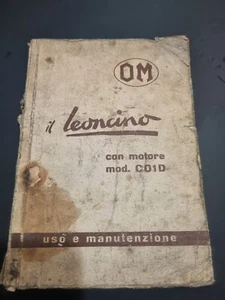 OM
il leoncino
con motore
mod. CO1D
uso e manutenzione